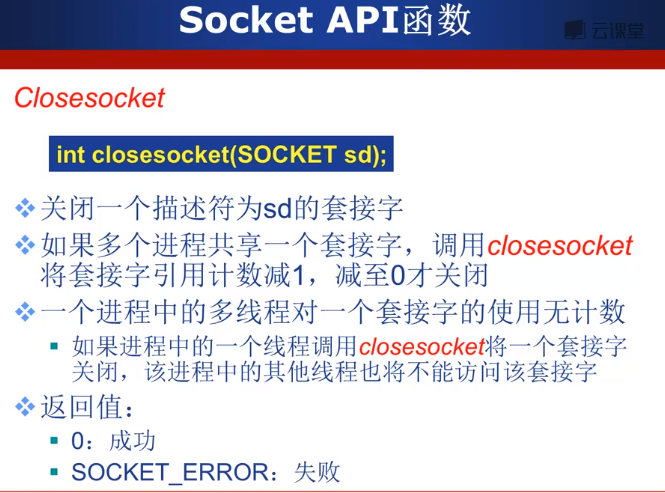 Socket API函数
云课堂
Closesocket
int closesocket(SOCKET sd);
关闭一个描述符为sd的套接字
如果多个进程共享一个套接字，调用closesocket
将套接字引用计数减1，减至0才关闭
一个进程中的多线程对一个套接字的使用无计数
如果进程中的一个线程调用closesocket将一个套接字
关闭，该进程中的其他线程也将不能访问该套接字
返回值：
0：成功
SOCKET_ERROR：失败